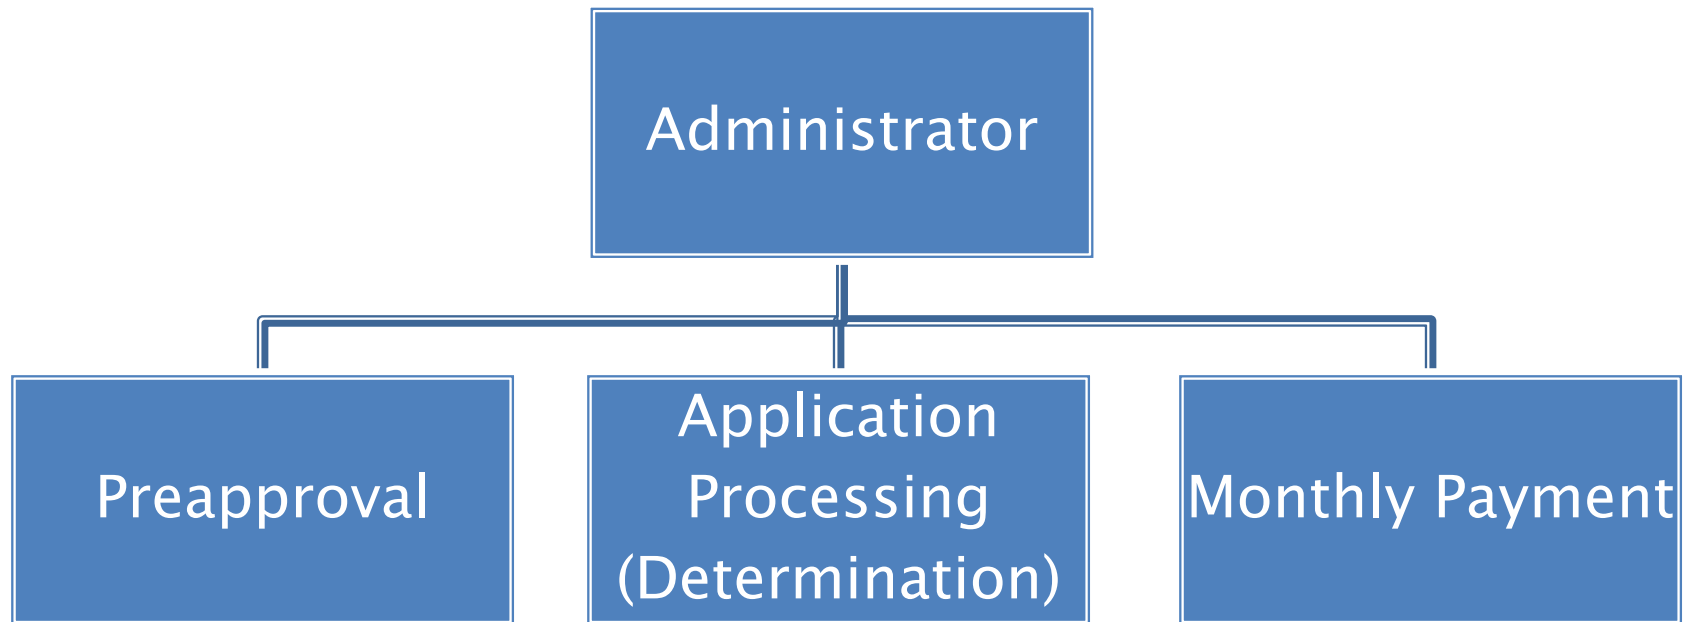 Administrator
Preapproval
Application
Processing
(Determination)
Monthly Payment